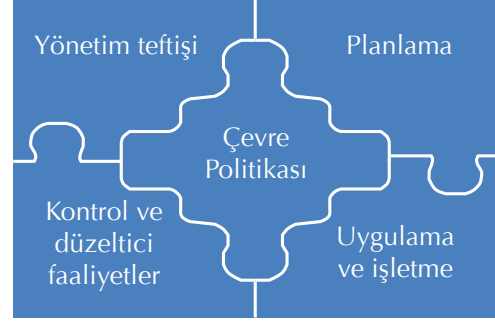 Yönetim teftişi
Planlama
Çevre
Politikası
Kontrol ve
düzeltici
faaliyetler
Uygulama
ve işletme